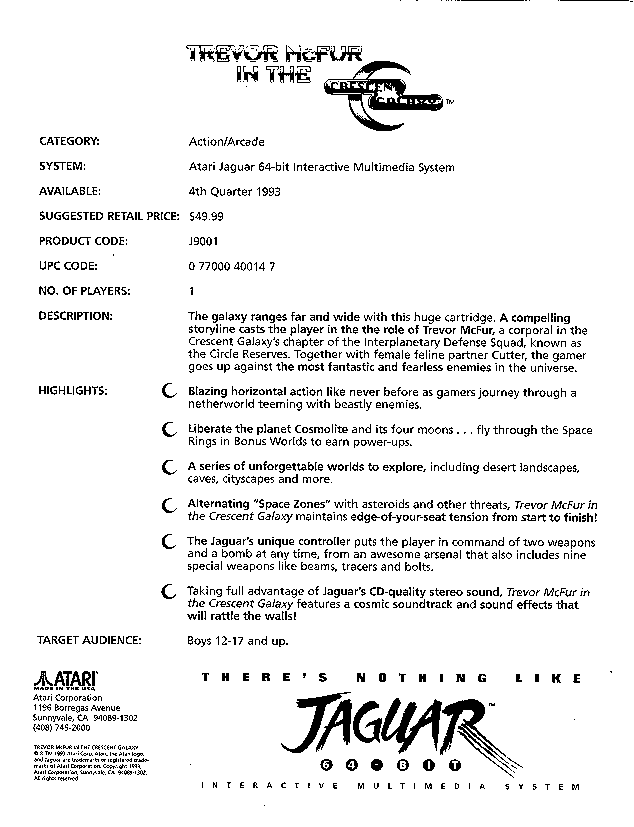 TREVOR McFUR
IN THE
CRESCENT
GALAXY™
CATEGORY: Action/Arcade
SYSTEM: Atari Jaguar 64-bit Interactive Multimedia System
AVAILABLE: 4th Quarter 1993
SUGGESTED RETAIL PRICE: $49.99
PRODUCT CODE: J9001
UPC CODE: 0 77000 40014 7
NO. OF PLAYERS: 1
DESCRIPTION: The galaxy ranges far and wide with this huge cartridge. A compelling
storyline casts the player in the the role of Trevor McFur, a corporal in the
Crescent Galaxy's chapter of the Interplanetary Defense Squad, known as
the Circle Reserves. Together with female feline partner Cutter, the gamer
goes up against the most fantastic and fearless enemies in the universe.
HIGHLIGHTS: Blazing horizontal action like never before as gamers journey through a
netherworld teeming with beastly enemies.
Liberate the planet Cosmolite and its four moons . . . fly through the Space
Rings in Bonus Worlds to earn power-ups.
A series of unforgettable worlds to explore, including desert landscapes,
caves, cityscapes and more.
Alternating "Space Zones" with asteroids and other threats, Trevor McFur in
the Crescent Galaxy maintains edge-of-your-seat tension from start to finish!
The Jaguar's unique controller puts the player in command of two weapons
and a bomb at any time, from an awesome arsenal that also includes nine
special weapons like beams, tracers and bolts.
Taking full advantage of Jaguar's CD-quality stereo sound, Trevor McFur in
the Crescent Galaxy features a cosmic soundtrack and sound effects that
will rattle the walls!
TARGET AUDIENCE: Boys 12-17 and up.
ATARI
MADE IN THE USA
Atari Corporation
1196 Borregas Avenue
Sunnyvale, CA 94089-1302
(408) 745-2000
TREVOR McFUR IN THE CRESCENT GALAXY
© & TM 1993 Atari Corp. Atari, the Atari logo,
and Jaguar are trademarks or registered trade-
marks of Atari Corporation. Copyright 1993,
Atari Corporation, Sunnyvale, CA 94089-1302.
All rights reserved.
THERE'S NOTHING LIKE
JAGUAR™
64-BIT
INTERACTIVE MULTIMEDIA SYSTEM